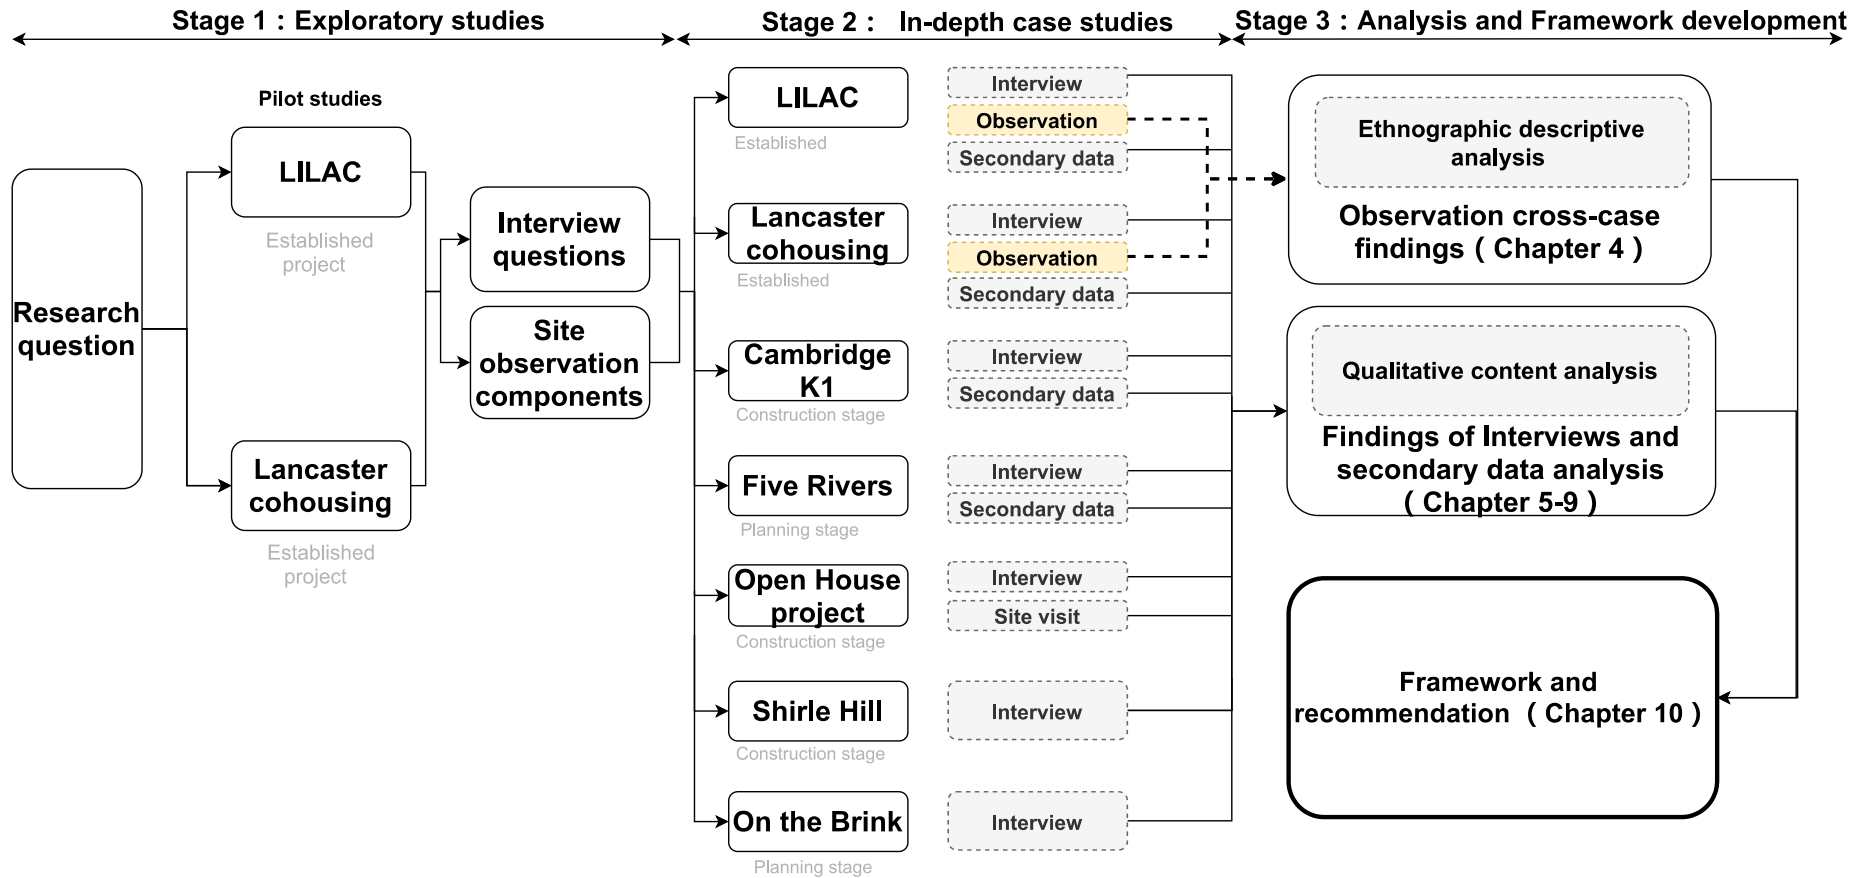 Stage 1：Exploratory studies
Stage 2： In-depth case studies
Stage 3：Analysis and Framework development
Research
question
Pilot studies
LILAC
Established
project
Lancaster
cohousing
Established
project
Interview
questions
Site
observation
components
LILAC
Established
Interview
Observation
Secondary data
Lancaster
cohousing
Established
Interview
Observation
Secondary data
Cambridge
K1
Construction stage
Interview
Secondary data
Five Rivers
Planning stage
Interview
Secondary data
Open House
project
Construction stage
Interview
Site visit
Shirle Hill
Construction stage
Interview
On the Brink
Planning stage
Interview
Ethnographic descriptive
analysis
Observation cross-case
findings（Chapter 4）
Qualitative content analysis
Findings of Interviews and
secondary data analysis
（Chapter 5-9）
Framework and
recommendation （Chapter 10）